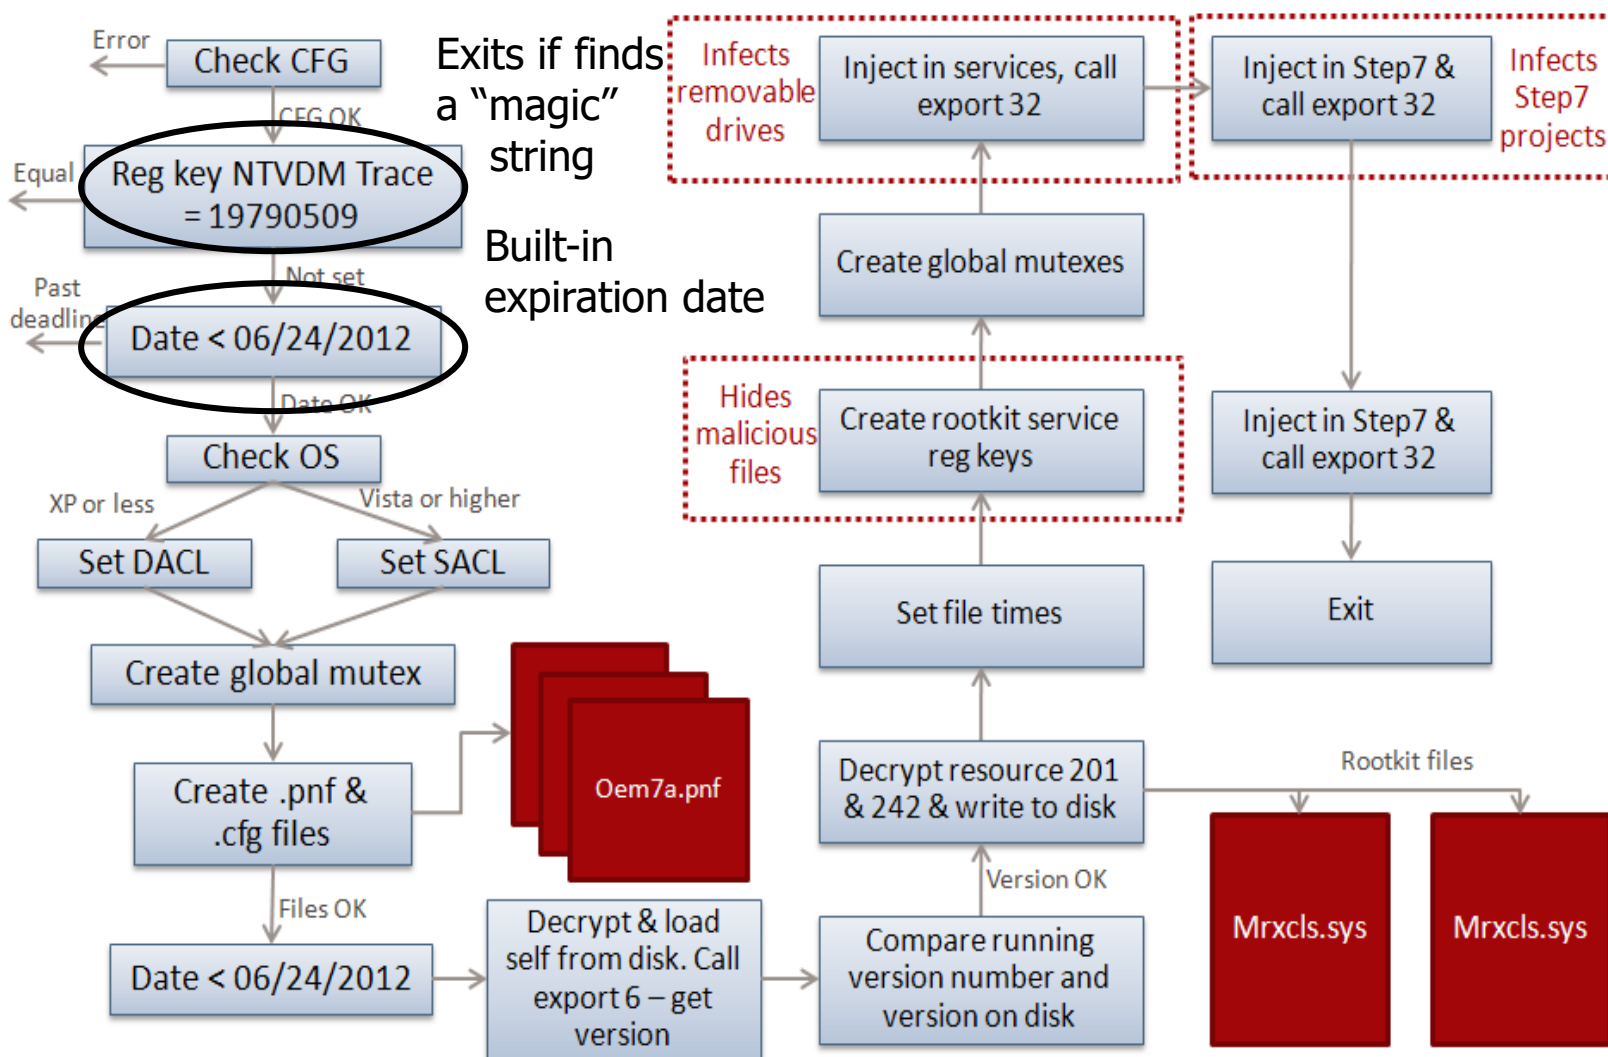 Error
Check CFG
CFG OK
Exits if finds
a “magic”
string
Equal
Reg key NTVDM Trace
= 19790509
Not set
Built-in
expiration date
Past
deadline
Date < 06/24/2012
Date OK
Check OS
XP or less
Vista or higher
Set DACL
Set SACL
Create global mutex
Create .pnf &
.cfg files
Oem7a.pnf
Files OK
Date < 06/24/2012
Decrypt & load
self from disk. Call
export 6 – get
version
Compare running
version number and
version on disk
Version OK
Decrypt resource 201
& 242 & write to disk
Rootkit files
Mrxcls.sys
Mrxcls.sys
Set file times
Hides
malicious
files
Create rootkit service
reg keys
Create global mutexes
Infects
removable
drives
Inject in services, call
export 32
Inject in Step7 &
call export 32
Infects
Step7
projects
Inject in Step7 &
call export 32
Exit